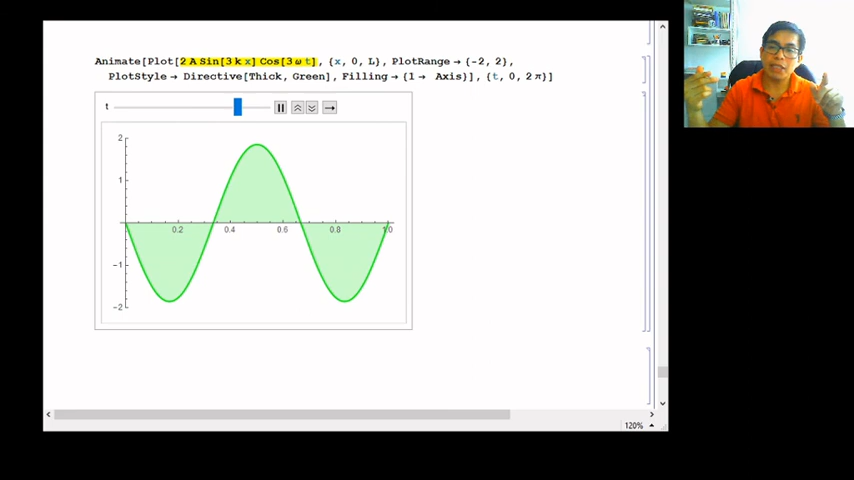 Animate[Plot[2 A Sin[3 k x] Cos[3 ω t], {x, 0, L}, PlotRange → {-2, 2},
PlotStyle → Directive[Thick, Green], Filling → {1 → Axis}], {t, 0, 2 π}]
t
2
1
0.2 0.4 0.6 0.8 1.0
-1
-2
120%